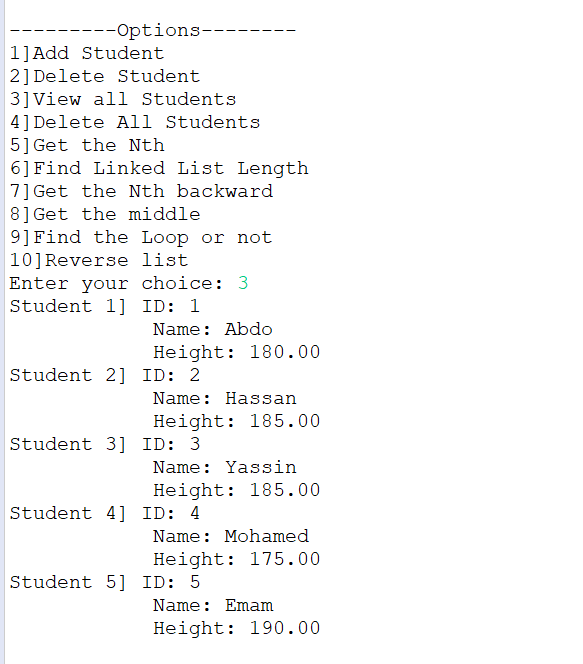 ---------Options--------
1]Add Student
2]Delete Student
3]View all Students
4]Delete All Students
5]Get the Nth
6]Find Linked List Length
7]Get the Nth backward
8]Get the middle
9]Find the Loop or not
10]Reverse list
Enter your choice: 3
Student 1] ID: 1
Name: Abdo
Height: 180.00
Student 2] ID: 2
Name: Hassan
Height: 185.00
Student 3] ID: 3
Name: Yassin
Height: 185.00
Student 4] ID: 4
Name: Mohamed
Height: 175.00
Student 5] ID: 5
Name: Emam
Height: 190.00